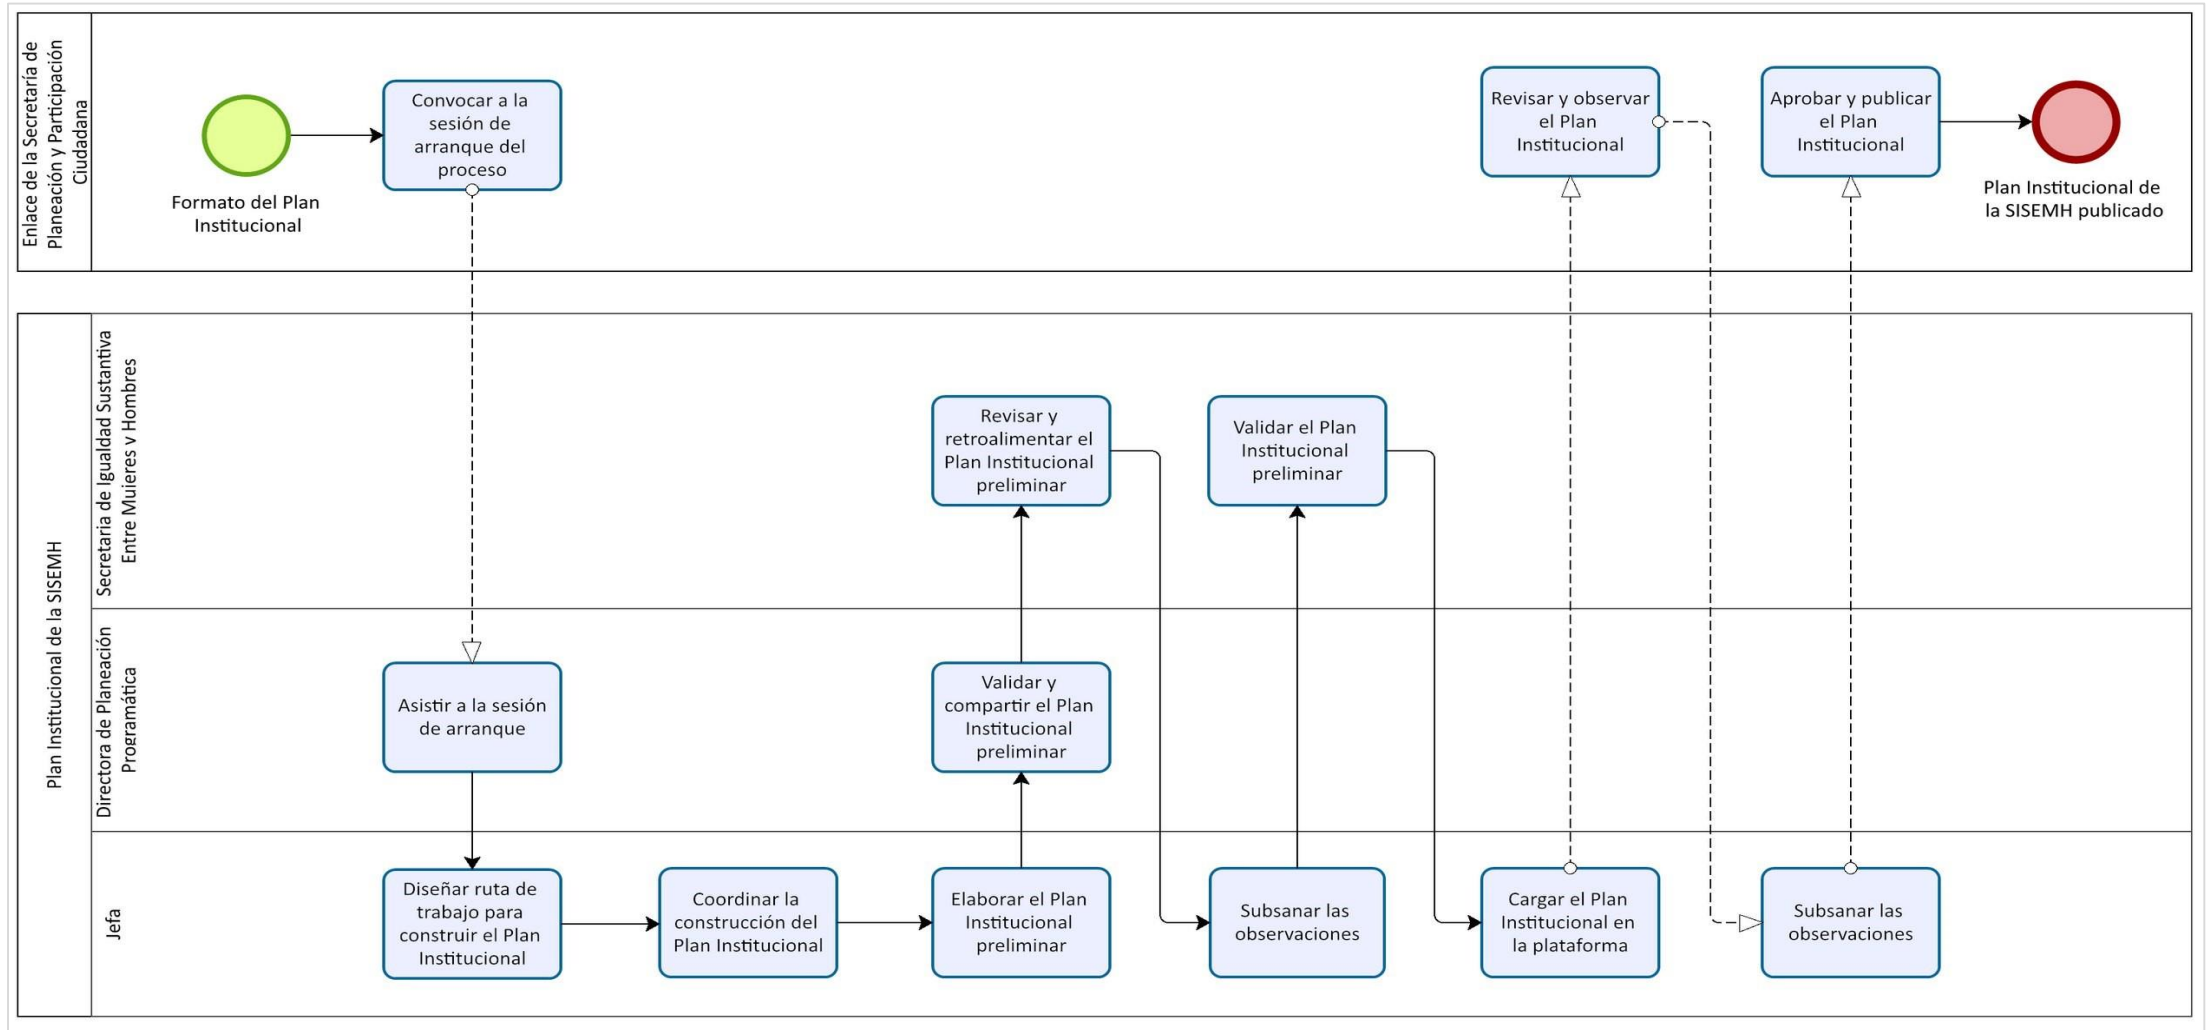 Enlace de la Secretaría de
Planeación y Participación
Ciudadana
Formato del Plan
Institucional
Convocar a la
sesión de
arranque del
proceso
Revisar y observar
el Plan
Institucional
Aprobar y publicar
el Plan
Institucional
Plan Institucional de
la SISEMH publicado
Plan Institucional de la SISEMH
Secretaria de Igualdad Sustantiva
Entre Mujeres y Hombres
Revisar y
retroalimentar el
Plan Institucional
preliminar
Validar el Plan
Institucional
preliminar
Directora de Planeación
Programática
Asistir a la sesión
de arranque
Validar y
compartir el Plan
Institucional
preliminar
Jefa
Diseñar ruta de
trabajo para
construir el Plan
Institucional
Coordinar la
construcción del
Plan Institucional
Elaborar el Plan
Institucional
preliminar
Subsanar las
observaciones
Cargar el Plan
Institucional en
la plataforma
Subsanar las
observaciones